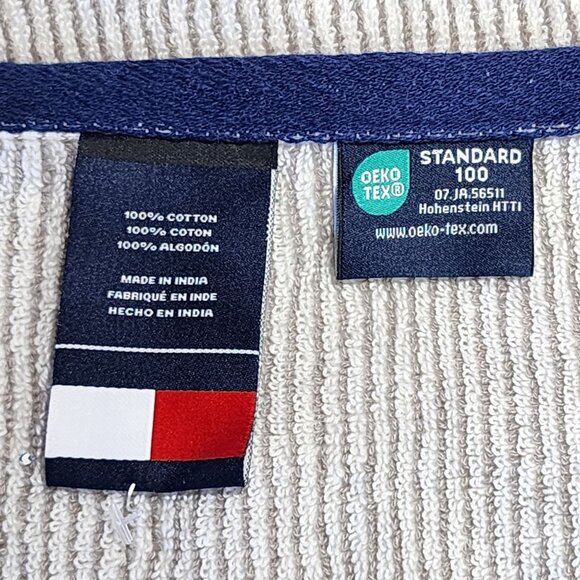 100% COTTON
100% COTON
100% ALGODÓN
MADE IN INDIA
FABRIQUÉ EN INDE
HECHO EN INDIA
OEKO
TEX®
STANDARD
100
07.JA.56511
Hohenstein HTTI
www.oeko-tex.com